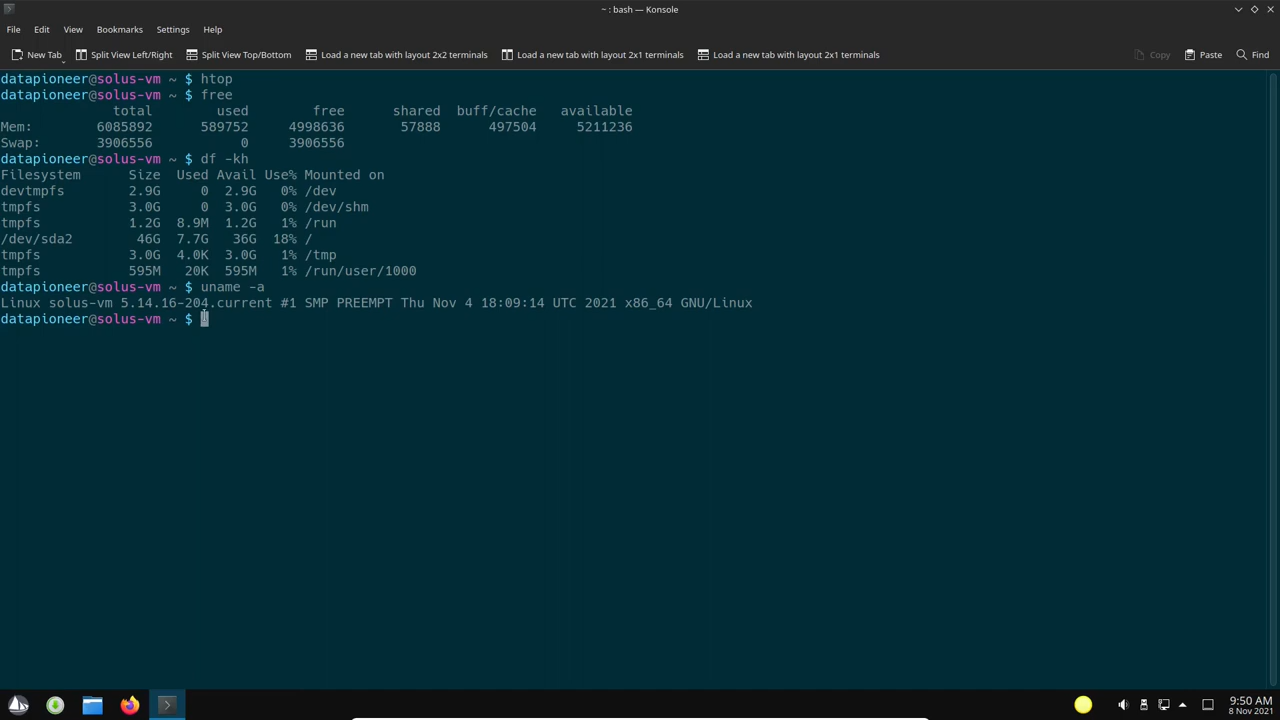 ~ : bash — Konsole
File Edit View Bookmarks Settings Help
New Tab Split View Left/Right Split View Top/Bottom Load a new tab with layout 2x2 terminals Load a new tab with layout 2x1 terminals Load a new tab with layout 2x1 terminals Copy Paste Find
datapioneer@solus-vm ~ $ htop
datapioneer@solus-vm ~ $ free
total used free shared buff/cache available
Mem: 6085892 589752 4998636 57888 497504 5211236
Swap: 3906556 0 3906556
datapioneer@solus-vm ~ $ df -kh
Filesystem Size Used Avail Use% Mounted on
devtmpfs 2.9G 0 2.9G 0% /dev
tmpfs 3.0G 0 3.0G 0% /dev/shm
tmpfs 1.2G 8.9M 1.2G 1% /run
/dev/sda2 46G 7.7G 36G 18% /
tmpfs 3.0G 4.0K 3.0G 1% /tmp
tmpfs 595M 20K 595M 1% /run/user/1000
datapioneer@solus-vm ~ $ uname -a
Linux solus-vm 5.14.16-204.current #1 SMP PREEMPT Thu Nov 4 18:09:14 UTC 2021 x86_64 GNU/Linux
datapioneer@solus-vm ~ $
9:50 AM
8 Nov 2021